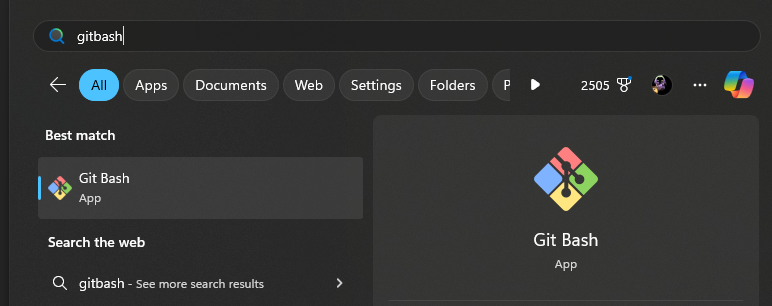 gitbash
All Apps Documents Web Settings Folders P 2505
Best match
Git Bash
App
Search the web
gitbash - See more search results
Git Bash
App